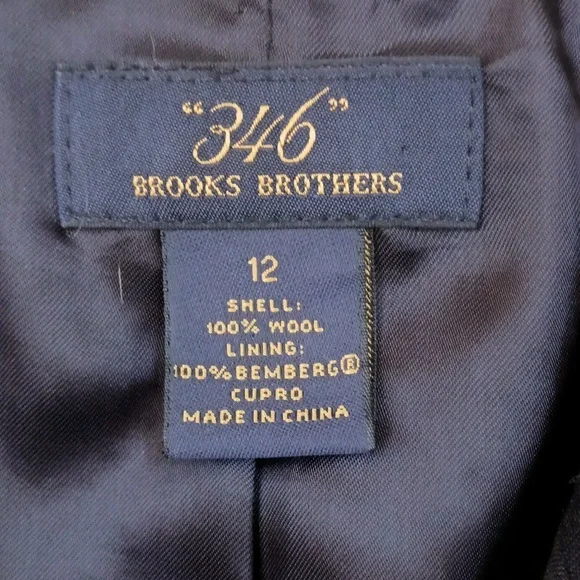 "346"
BROOKS BROTHERS
12
SHELL:
100% WOOL
LINING:
100% BEMBERG®
CUPRO
MADE IN CHINA